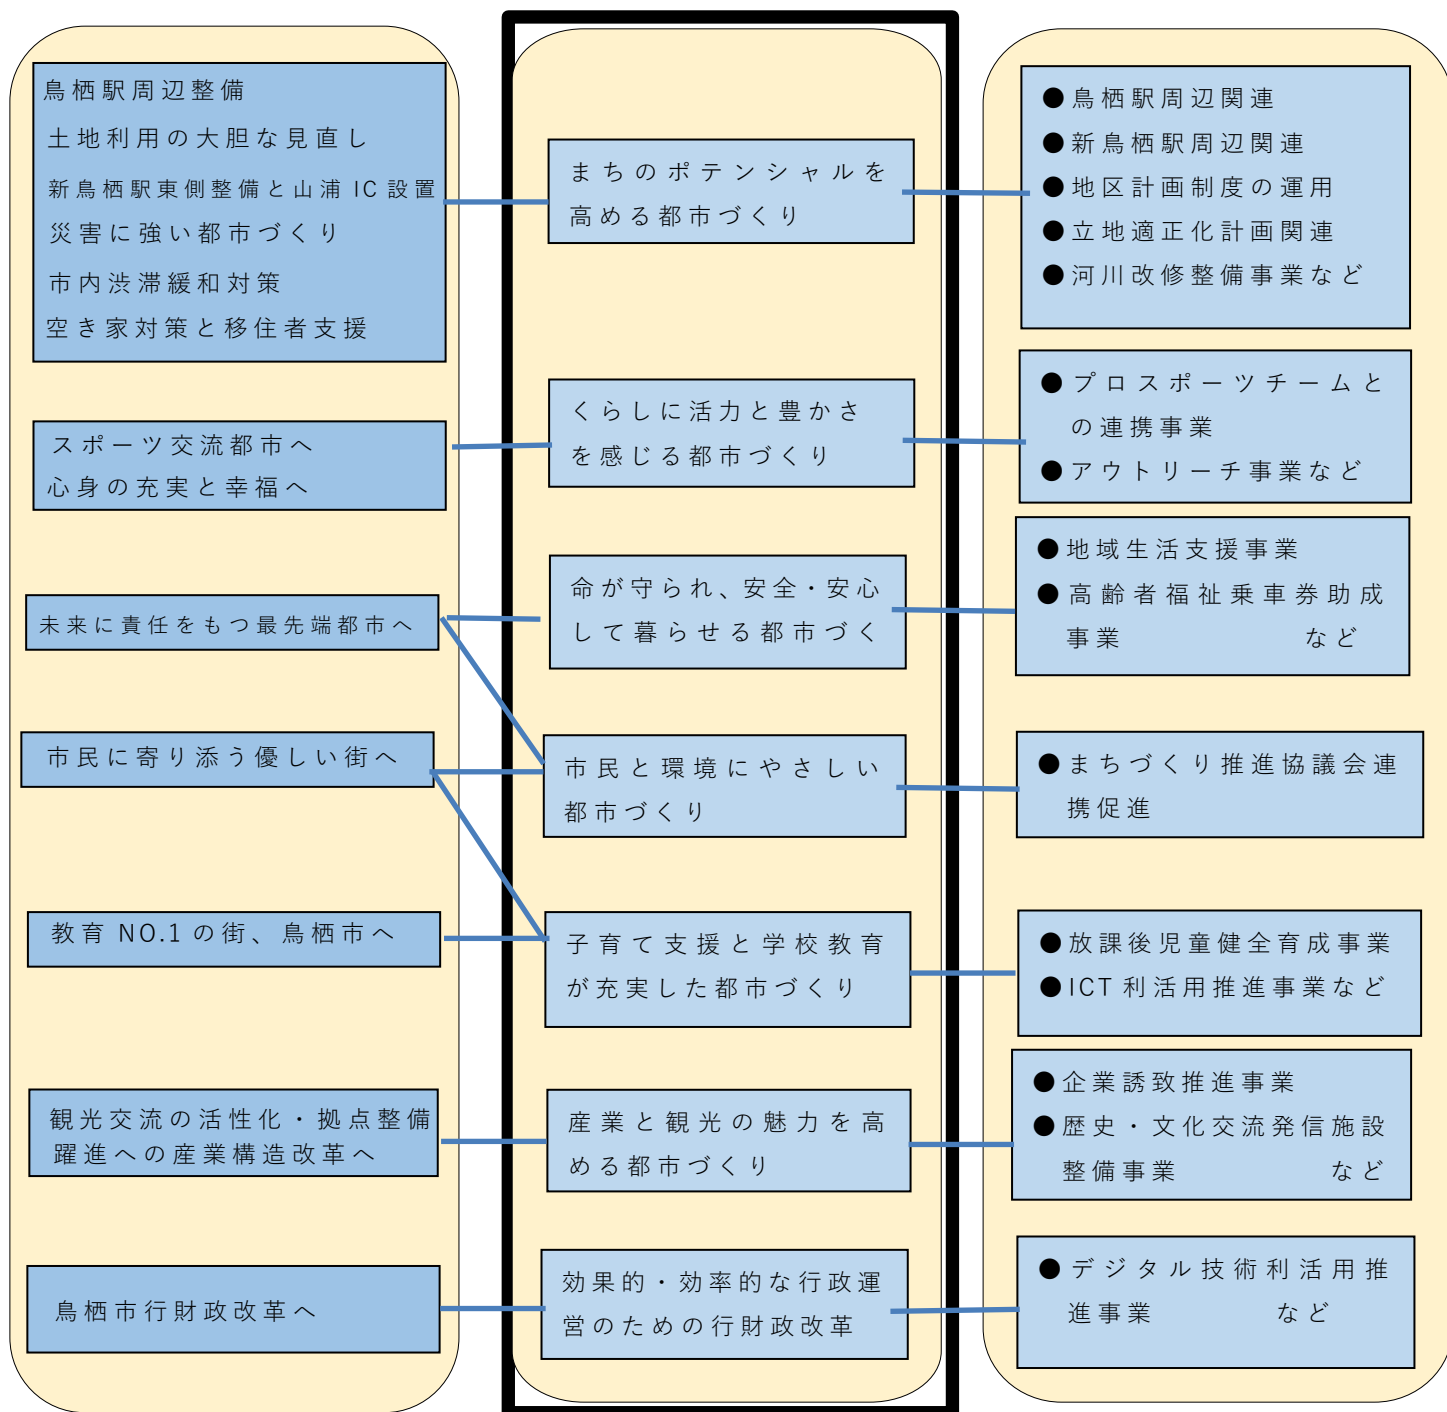 鳥栖駅周辺整備
土地利用の大胆な見直し
新鳥栖駅東側整備と山浦 IC 設置
災害に強い都市づくり
市内渋滞緩和対策
空き家対策と移住者支援
スポーツ交流都市へ
心身の充実と幸福へ
未来に責任をもつ最先端都市へ
市民に寄り添う優しい街へ
教育 NO.1 の街、鳥栖市へ
観光交流の活性化・拠点整備
躍進への産業構造改革へ
鳥栖市行財政改革へ
まちのポテンシャルを
高める都市づくり
くらしに活力と豊かさ
を感じる都市づくり
命が守られ、安全・安心
して暮らせる都市づく
市民と環境にやさしい
都市づくり
子育て支援と学校教育
が充実した都市づくり
産業と観光の魅力を高
める都市づくり
効果的・効率的な行政運
営のための行財政改革
●鳥栖駅周辺関連
●新鳥栖駅周辺関連
●地区計画制度の運用
●立地適正化計画関連
●河川改修整備事業など
●プロスポーツチームと
の連携事業
●アウトリーチ事業など
●地域生活支援事業
●高齢者福祉乗車券助成
事業 など
●まちづくり推進協議会連
携促進
●放課後児童健全育成事業
●ICT 利活用推進事業など
●企業誘致推進事業
●歴史・文化交流発信施設
整備事業 など
●デジタル技術利活用推
進事業 など